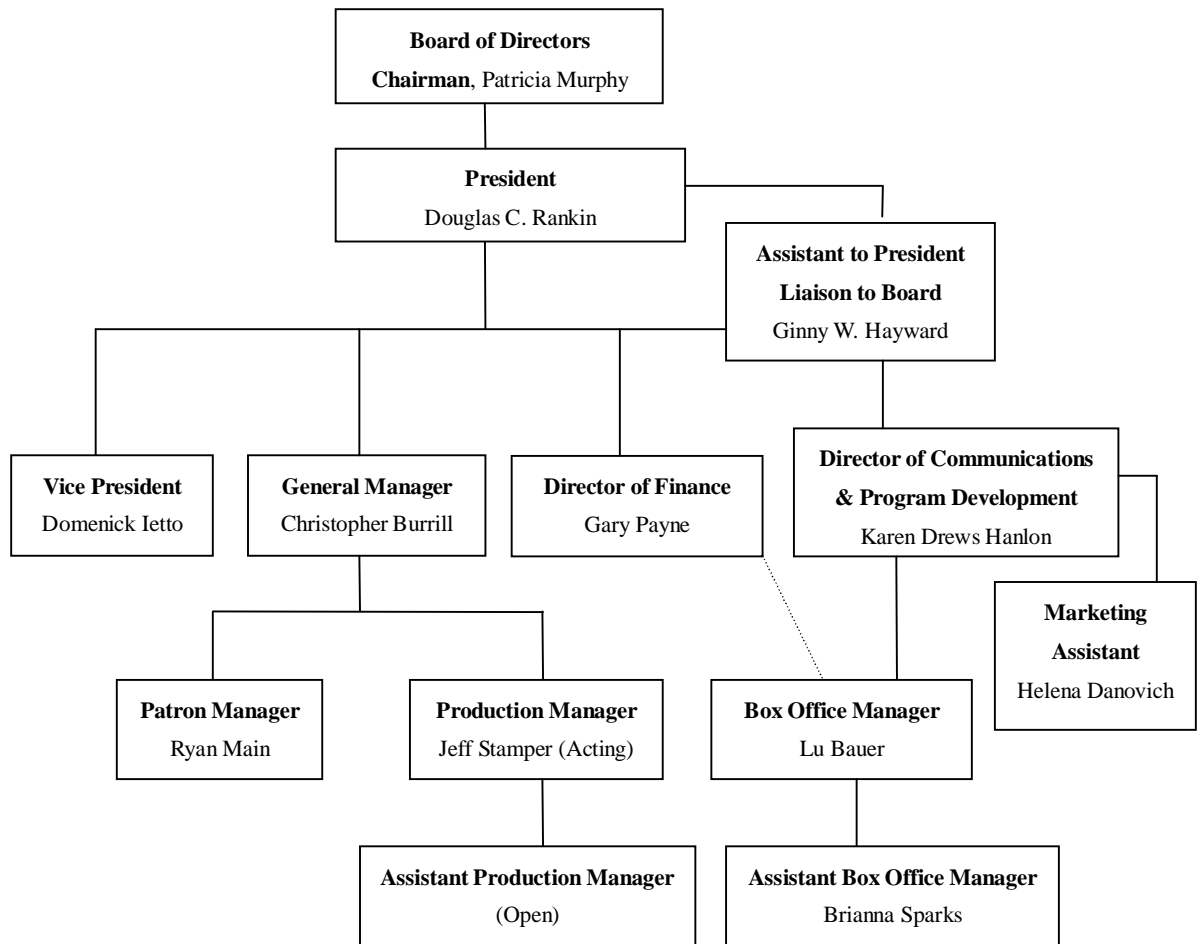 Board of Directors
Chairman, Patricia Murphy
President
Douglas C. Rankin
Assistant to President
Liaison to Board
Ginny W. Hayward
Vice President
Domenick Ietto
General Manager
Christopher Burrill
Director of Finance
Gary Payne
Director of Communications
& Program Development
Karen Drews Hanlon
Marketing
Assistant
Helena Danovich
Patron Manager
Ryan Main
Production Manager
Jeff Stamper (Acting)
Box Office Manager
Lu Bauer
Assistant Production Manager
(Open)
Assistant Box Office Manager
Brianna Sparks